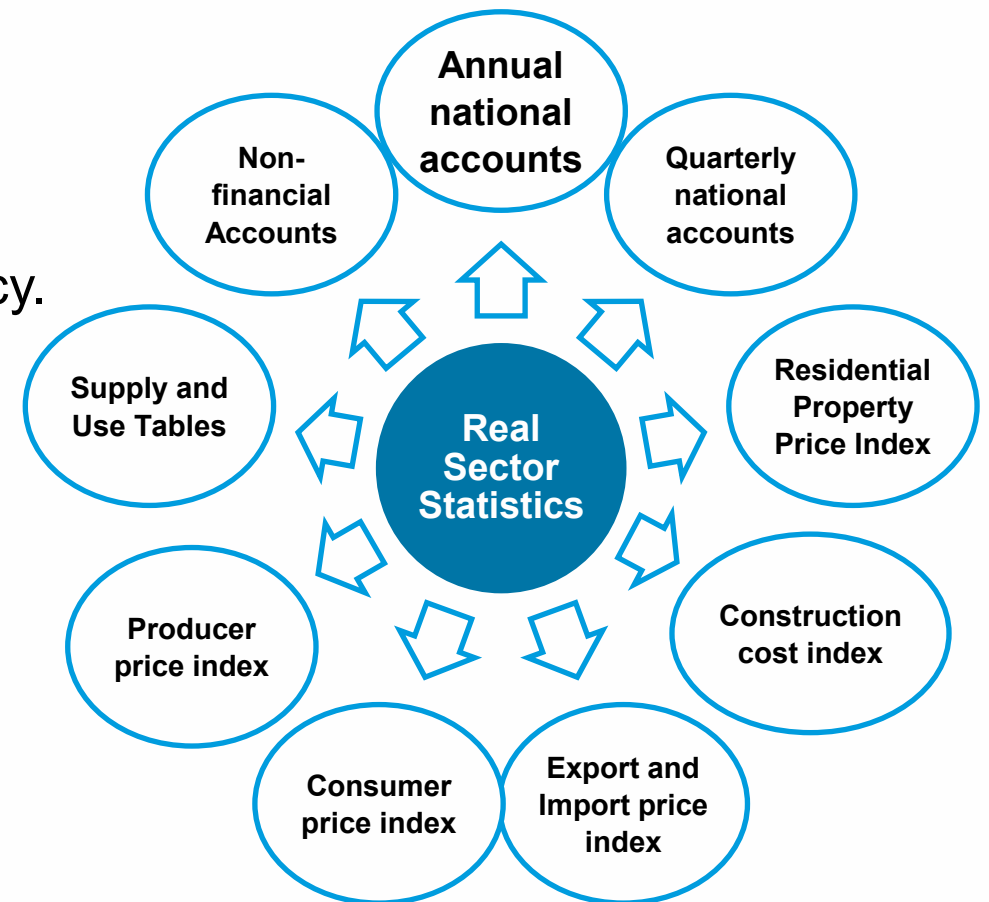 Annual
national
accounts
Quarterly
national
accounts
Residential
Property
Price Index
Construction
cost index
Export and
Import price
index
Consumer
price index
Producer
price index
Supply and
Use Tables
Non-
financial
Accounts
Real
Sector
Statistics
cy.